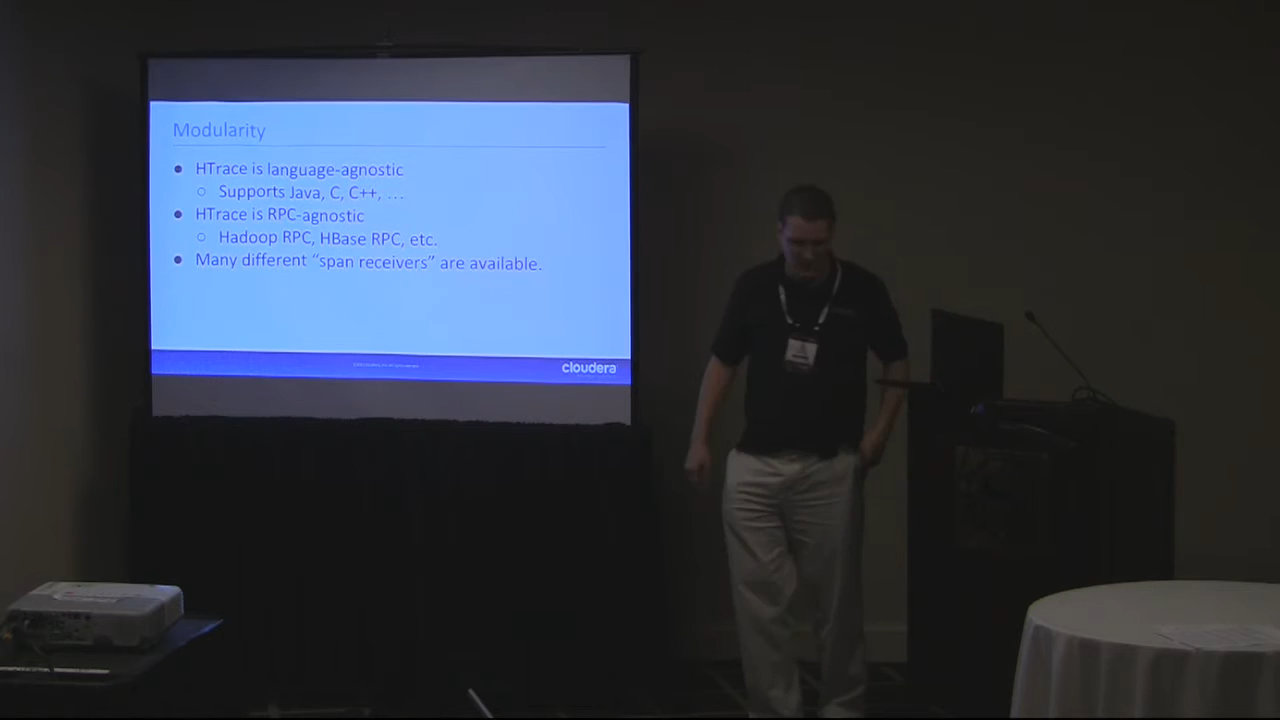 Modularity
● HTrace is language-agnostic
○ Supports Java, C, C++, …
● HTrace is RPC-agnostic
○ Hadoop RPC, HBase RPC, etc.
● Many different “span receivers” are available.
cloudera